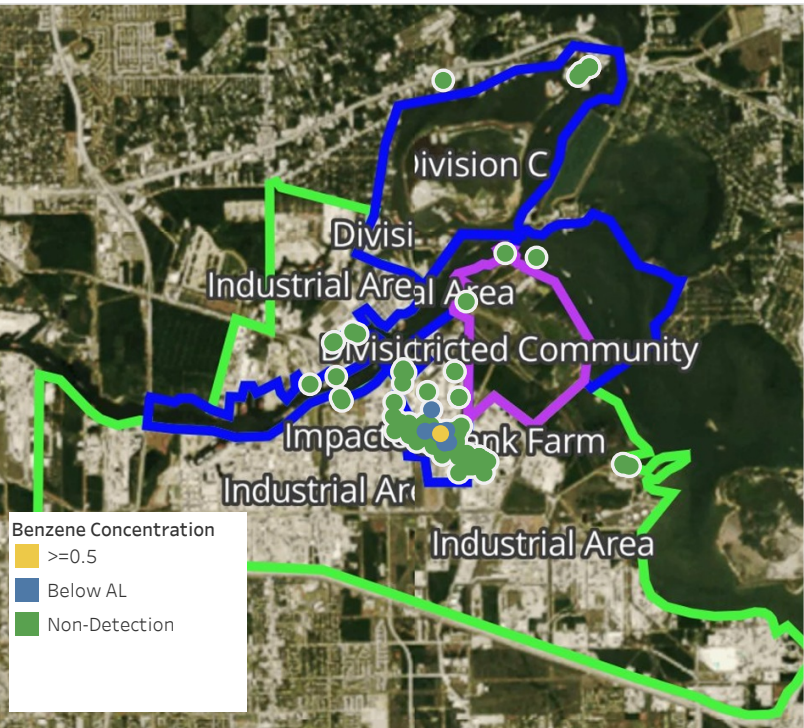 Division C
Divisi
Industrial Are
al Area
Divisi
tricted Community
Impact
nk Farm
Industrial Are
Industrial Area
Benzene Concentration
>=0.5
Below AL
Non-Detection